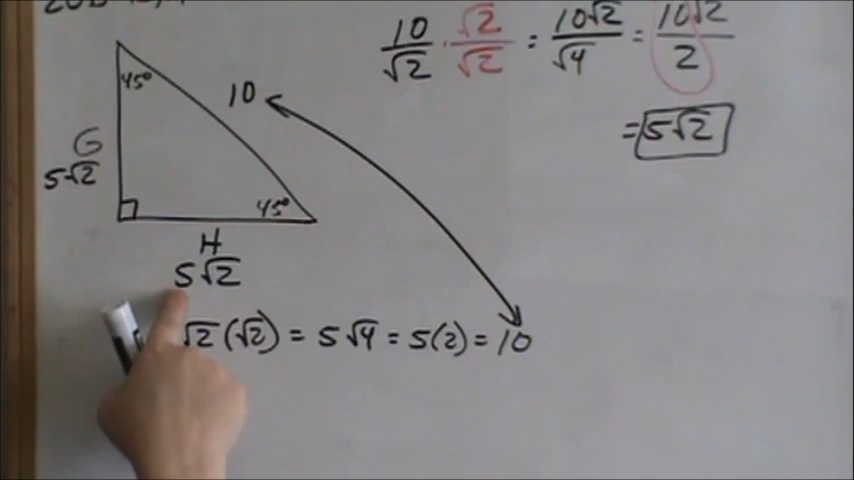 10/√2 · √2/√2 = 10√2/√4 = 10√2/2
= 5√2
45°
10
G
5√2
45°
H
5√2
√2(√2) = 5√4 = 5(2) = 10